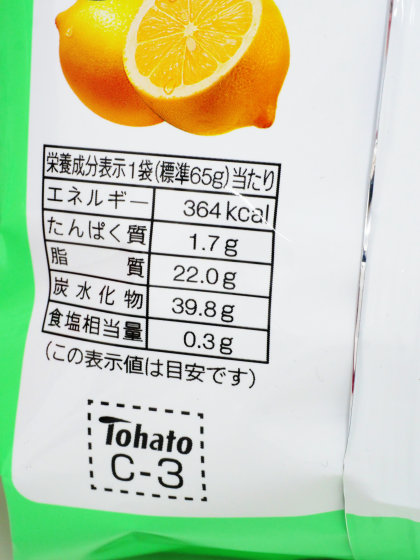 栄養成分表示1袋(標準65g)当たり
エネルギー 364kcal
たんぱく質 1.7g
脂質 22.0g
炭水化物 39.8g
食塩相当量 0.3g
(この表示値は目安です)
Tohato
C-3